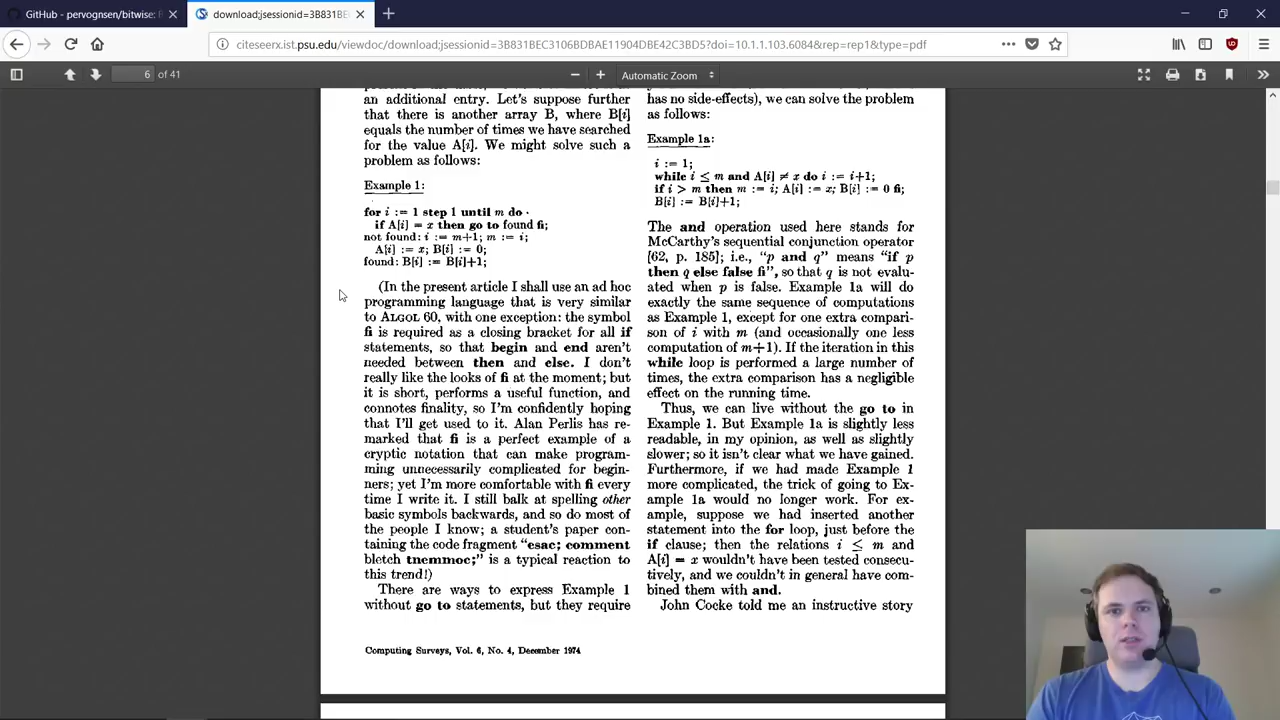 GitHub - pervognsen/bitwise: B
download;jsessionid=3B831BE
citeseerx.ist.psu.edu/viewdoc/download;jsessionid=3B831BEC3106BDBAE11904DBE42C3BD5?doi=10.1.1.103.6084&rep=rep1&type=pdf
6 of 41
Automatic Zoom
an additional entry. Let's suppose further
that there is another array B, where B[i]
equals the number of times we have searched
for the value A[i]. We might solve such a
problem as follows:
Example 1:
for i := 1 step 1 until m do
if A[i] = x then go to found fi;
not found: i := m+1; m := i;
A[i] := x; B[i] := 0;
found: B[i] := B[i]+1;
(In the present article I shall use an ad hoc
programming language that is very similar
to ALGOL 60, with one exception: the symbol
fi is required as a closing bracket for all if
statements, so that begin and end aren't
needed between then and else. I don't
really like the looks of fi at the moment; but
it is short, performs a useful function, and
connotes finality, so I'm confidently hoping
that I'll get used to it. Alan Perlis has re-
marked that fi is a perfect example of a
cryptic notation that can make program-
ming unnecessarily complicated for begin-
ners; yet I'm more comfortable with fi every
time I write it. I still balk at spelling other
basic symbols backwards, and so do most of
the people I know; a student's paper con-
taining the code fragment "esac; comment
bletch tnemmoc;" is a typical reaction to
this trend!)
There are ways to express Example 1
without go to statements, but they require
has no side-effects), we can solve the problem
as follows:
Example 1a:
i := 1;
while i ≤ m and A[i] ≠ x do i := i+1;
if i > m then m := i; A[i] := x; B[i] := 0 fi;
B[i] := B[i]+1;
The and operation used here stands for
McCarthy's sequential conjunction operator
[62, p. 185]; i.e., "p and q" means "if p
then q else false fi", so that q is not evalu-
ated when p is false. Example 1a will do
exactly the same sequence of computations
as Example 1, except for one extra compari-
son of i with m (and occasionally one less
computation of m+1). If the iteration in this
while loop is performed a large number of
times, the extra comparison has a negligible
effect on the running time.
Thus, we can live without the go to in
Example 1. But Example 1a is slightly less
readable, in my opinion, as well as slightly
slower; so it isn't clear what we have gained.
Furthermore, if we had made Example 1
more complicated, the trick of going to Ex-
ample 1a would no longer work. For ex-
ample, suppose we had inserted another
statement into the for loop, just before the
if clause; then the relations i ≤ m and
A[i] = x wouldn't have been tested consecu-
tively, and we couldn't in general have com-
bined them with and.
John Cocke told me an instructive story
Computing Surveys, Vol. 6, No. 4, December 1974